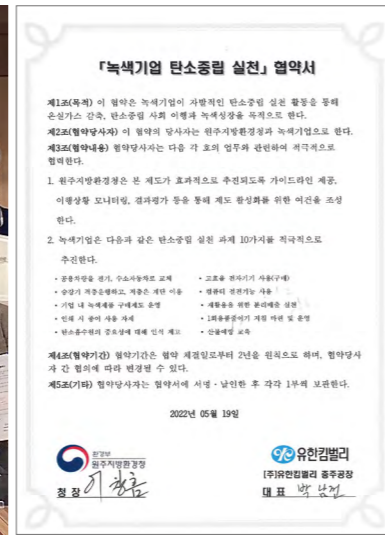 「녹색기업 탄소중립 실천」 협약서
제1조(목적) 이 협약은 녹색기업이 자발적인 탄소중립 실천 활동을 통해
온실가스 감축, 탄소중립 사회 이행과 녹색성장을 목적으로 한다.
제2조(협약당사자) 이 협약의 당사자는 원주지방환경청과 녹색기업으로 한다.
제3조(협약내용) 협약당사자는 다음 각 호의 업무와 관련하여 적극적으로
협력한다.
1. 원주지방환경청은 본 제도가 효과적으로 추진되도록 가이드라인 제공,
이행상황 모니터링, 결과평가 등을 통해 제도 활성화를 위한 여건을 조성
한다.
2. 녹색기업은 다음과 같은 탄소중립 실천 과제 10가지를 적극적으로
추진한다.
• 공용차량을 전기, 수소자동차로 교체 • 고효율 전자기기 사용(구매)
• 승강기 적층운행하고, 저층은 계단 이용 • 컴퓨터 절전기능 사용
• 기업 내 녹색제품 구매제도 운영 • 재활용을 위한 분리배출 실천
• 인쇄 시 종이 사용 자제 • 1회용품줄이기 지침 마련 및 운영
• 탄소흡수원의 중요성에 대해 인식 제고 • 산불예방 교육
제4조(협약기간) 협약기간은 협약 체결일로부터 2년을 원칙으로 하며, 협약당사
자 간 협의에 따라 변경될 수 있다.
제5조(기타) 협약당사자는 협약서에 서명·날인한 후 각각 1부씩 보관한다.
2022년 05월 19일
환경부
원주지방환경청
청 장
유한킴벌리
[주]유한킴벌리 충주공장
대 표 박 남전